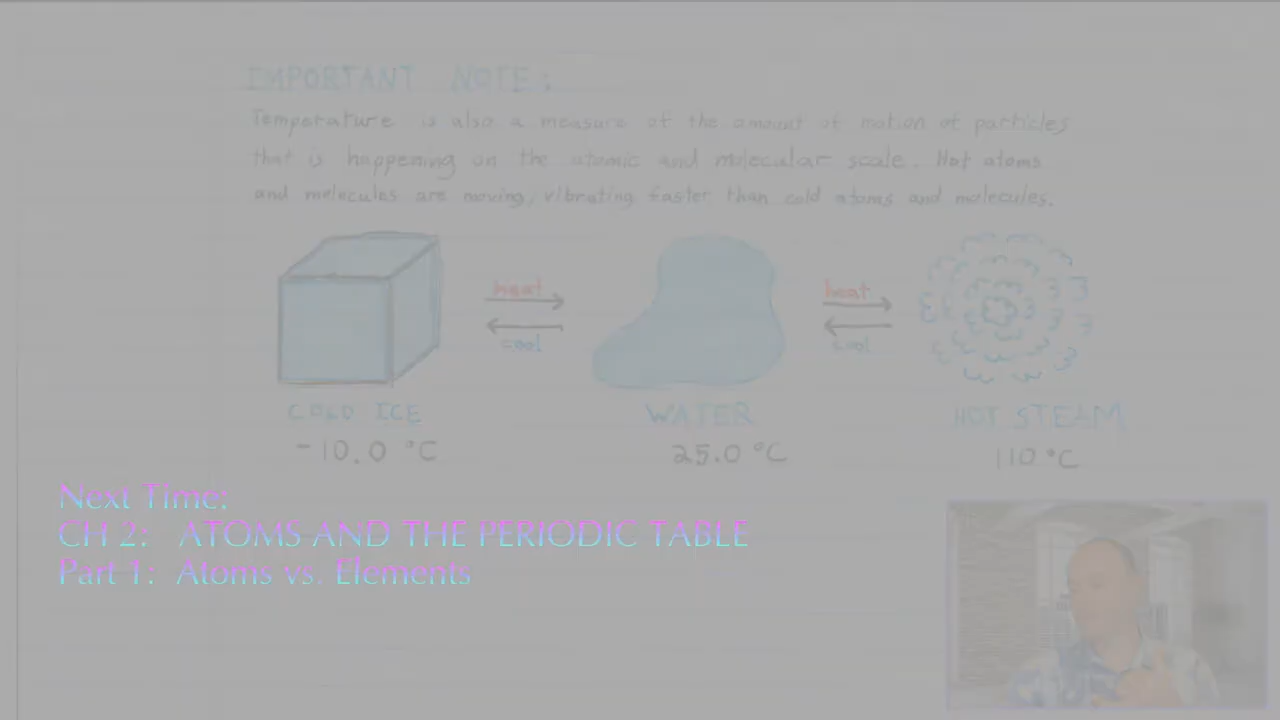 IMPORTANT NOTE:
Temperature is also a measure of the amount of motion of particles
that is happening on the atomic and molecular scale. Hot atoms
and molecules are moving/vibrating faster than cold atoms and molecules.
heat
heat
cool
cool
COLD ICE
WATER
HOT STEAM
-10.0 °C
25.0 °C
110 °C
Next Time:
CH 2: ATOMS AND THE PERIODIC TABLE
Part 1: Atoms vs. Elements